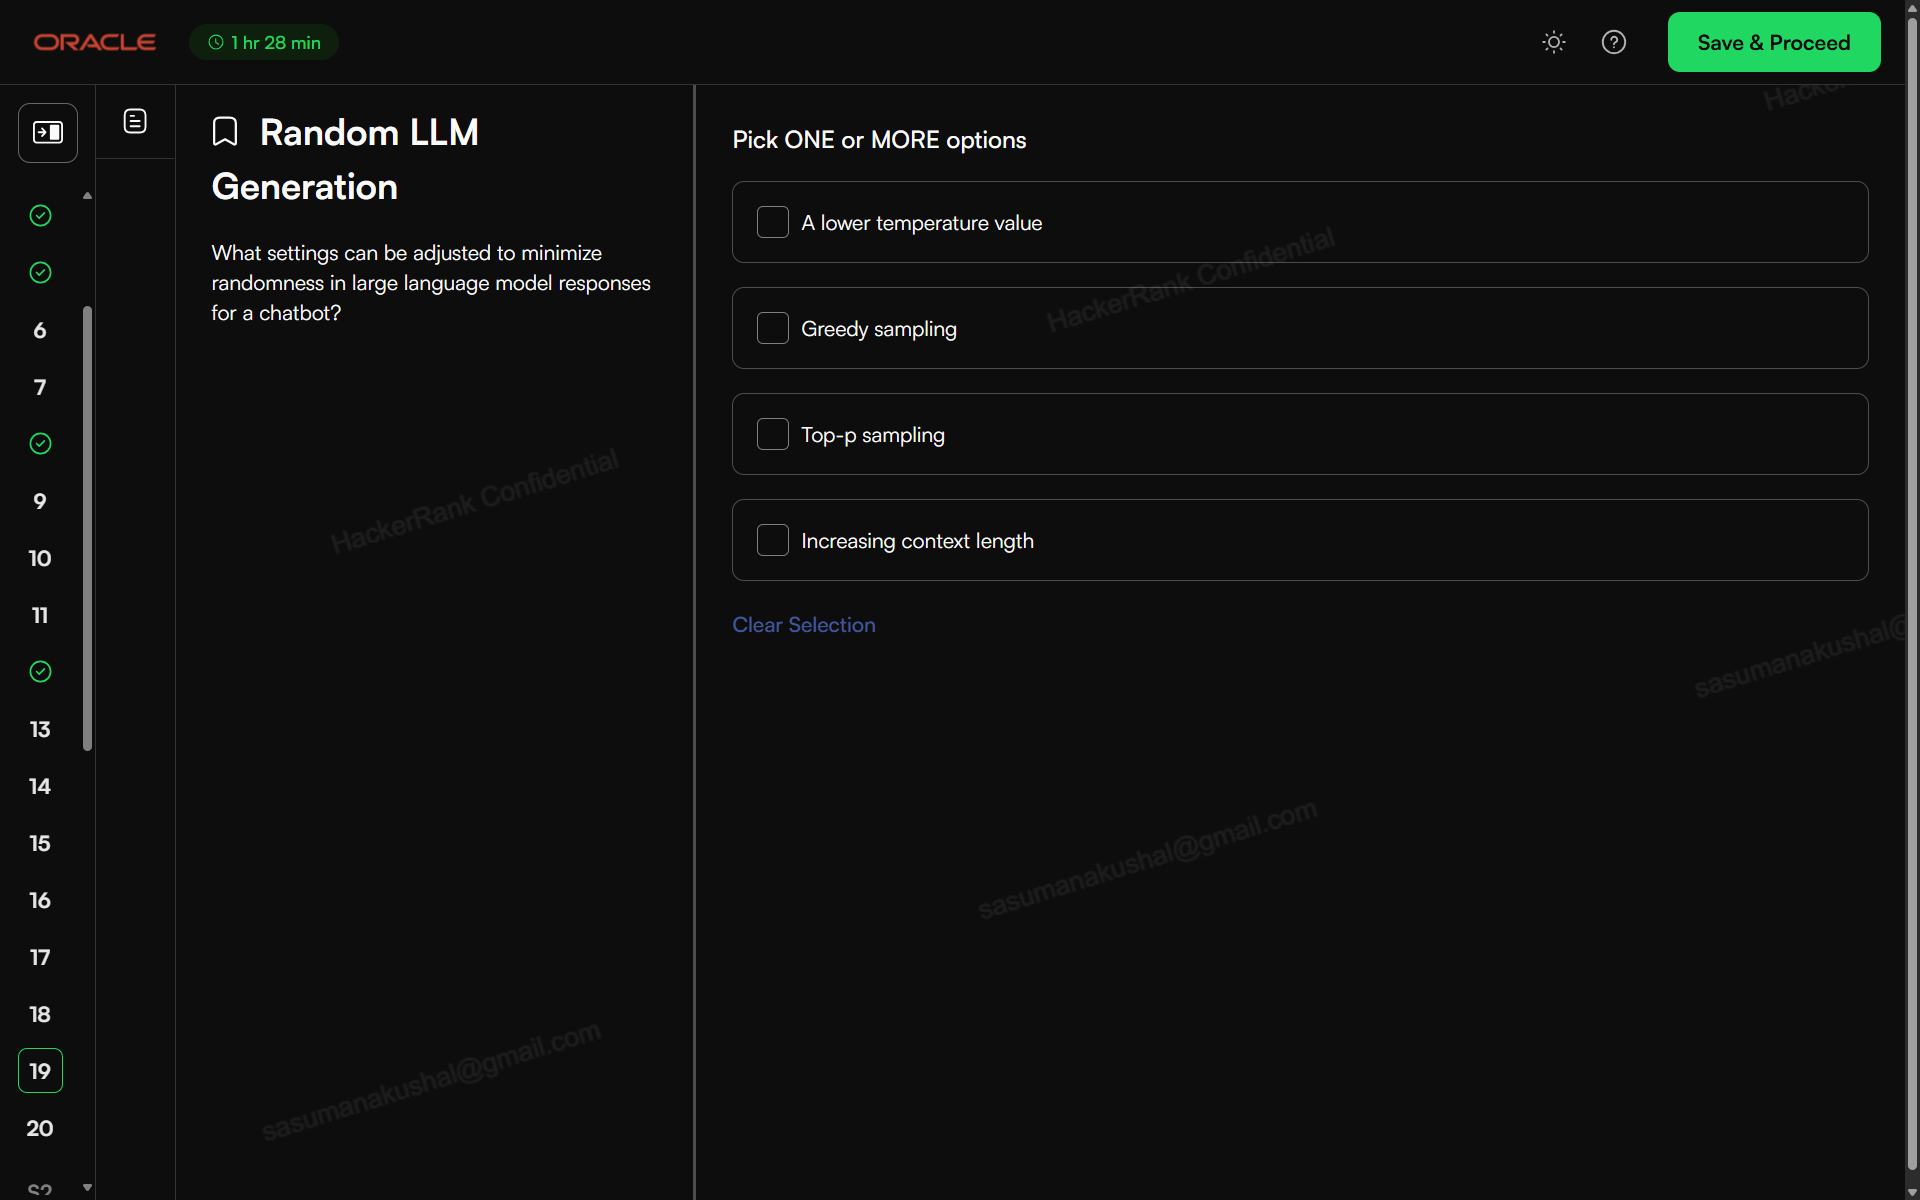 ORACLE
1 hr 28 min
Save & Proceed
6
7
9
10
11
13
14
15
16
17
18
19
20
S2
Random LLM
Generation
What settings can be adjusted to minimize
randomness in large language model responses
for a chatbot?
Pick ONE or MORE options
A lower temperature value
Greedy sampling
Top-p sampling
Increasing context length
Clear Selection
HackerRank Confidential
HackerRank Confidential
Hacker
sasumanakushal@
sasumanakushal@gmail.com
sasumanakushal@gmail.com